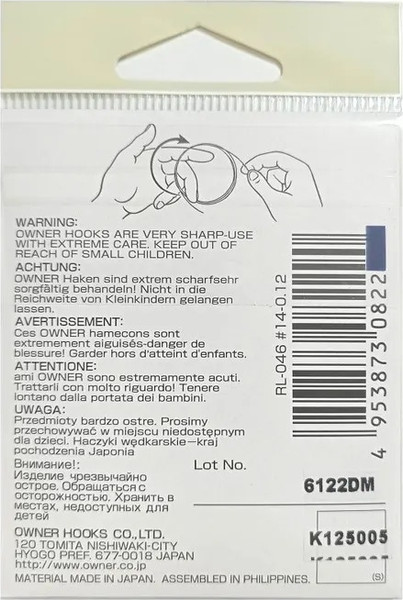 WARNING:
OWNER HOOKS ARE VERY SHARP-USE
WITH EXTREME CARE. KEEP OUT OF
REACH OF SMALL CHILDREN.
ACHTUNG:
OWNER Haken sind extrem scharfsehr
sorgfältig behandeln! Nicht in die
Reichweite von Kleinkindern gelangen
lassen.
AVERTISSEMENT:
Ces OWNER hamecons sont
extremement aiguisés-danger de
blessure! Garder hors d'atteint d'enfants.
ATTENTIONE:
ami OWNER sono estremamente acuti.
Trattarli con molto riguardo! Tenere
lontano dalla portata dei bambini.
UWAGA:
Przedmioty bardzo ostre. Prosimy
przechowywać w miejscu niedostępnym
dla dzieci. Haczyki wędkarskie-kraj
pochodzenia Japonia
Внимание!:
Изделие чрезвычайно
острое. Обращаться с
осторожностью. Хранить в
местах, недоступных для
детей
OWNER HOOKS CO.,LTD.
120 TOMITA NISHIWAKI-CITY
HYOGO PREF. 677-0018 JAPAN
http://www.owner.co.jp
MATERIAL MADE IN JAPAN. ASSEMBLED IN PHILIPPINES.
RL-046 #14-0.12
4 953873 070822
Lot No.
6122DM
K125005
(S)